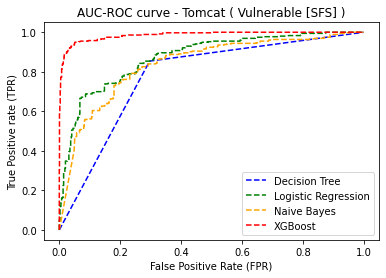 AUC-ROC curve - Tomcat ( Vulnerable [SFS] )
True Positive rate (TPR)
1.0
0.8
0.6
0.4
0.2
0.0
Decision Tree
Logistic Regression
Naive Bayes
XGBoost
0.0 0.2 0.4 0.6 0.8 1.0
False Positive Rate (FPR)